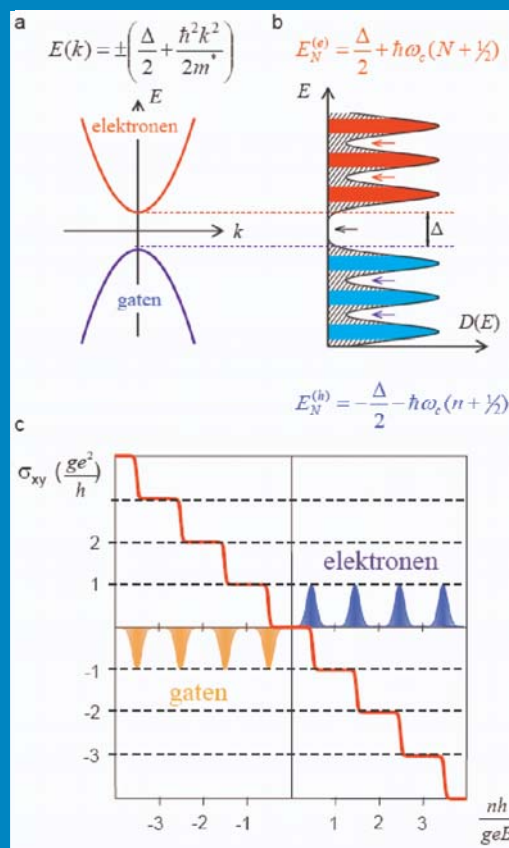 a
E(k) = ±(Δ/2 + ħ²k²/2m*)
E
elektronen
k
gaten
b
E_N^(e) = Δ/2 + ħω_c(N + ½)
E
Δ
D(E)
E_N^(h) = -Δ/2 - ħω_c(n + ½)
c
σ_xy (ge²/h)
2
1
-1
-2
-3
elektronen
gaten
-3 -2 -1 1 2 3
nh/geB